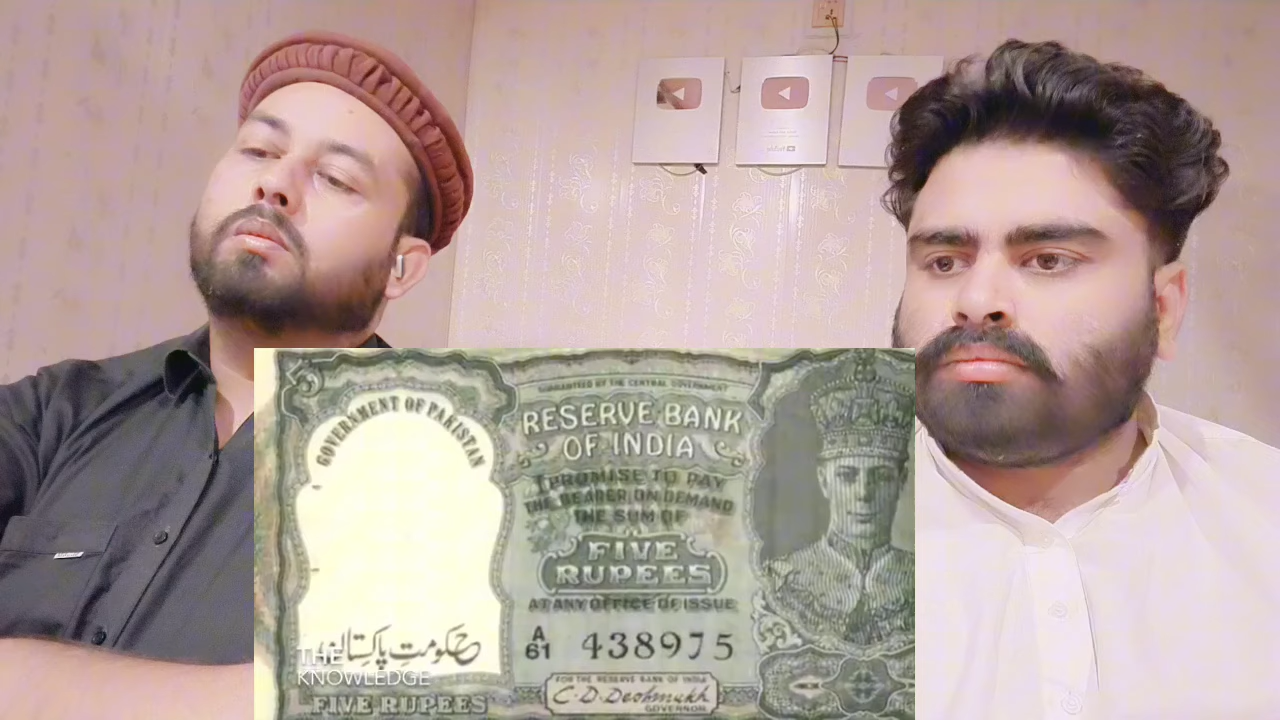 5
GOVERNMENT OF PAKISTAN
GUARANTEED BY THE CENTRAL GOVERNMENT
RESERVE BANK
OF INDIA
I PROMISE TO PAY
THE BEARER ON DEMAND
THE SUM OF
FIVE
RUPEES
AT ANY OFFICE OF ISSUE
A
61 438975
حکومتِ پاکستان
FOR THE RESERVE BANK OF INDIA
C. D. Deshmukh
GOVERNOR
FIVE RUPEES
THE
KNOWLEDGE